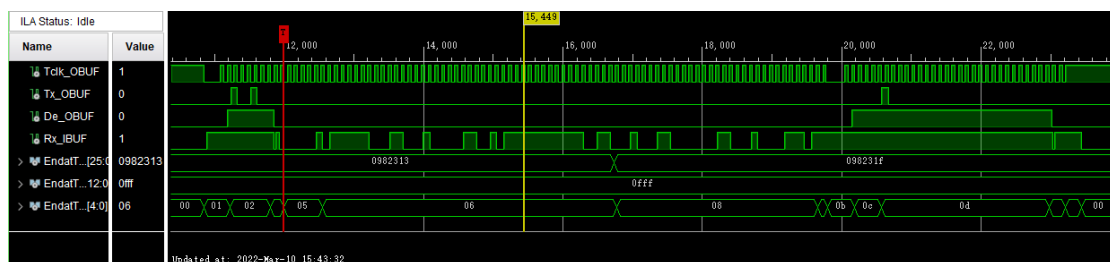 ILA Status: Idle
15,449
Name Value
T
12,000 14,000 16,000 18,000 20,000 22,000
Tclk_OBUF 1
Tx_OBUF 0
De_OBUF 0
Rx_IBUF 1
EndatT...[25:0 0982313 0982313 098231f
EndatT...12:0 0fff 0fff
EndatT...[4:0] 06 00 01 02 05 06 08 0b 0c 0d 00
Updated at: 2022-Mar-10 15:43:32